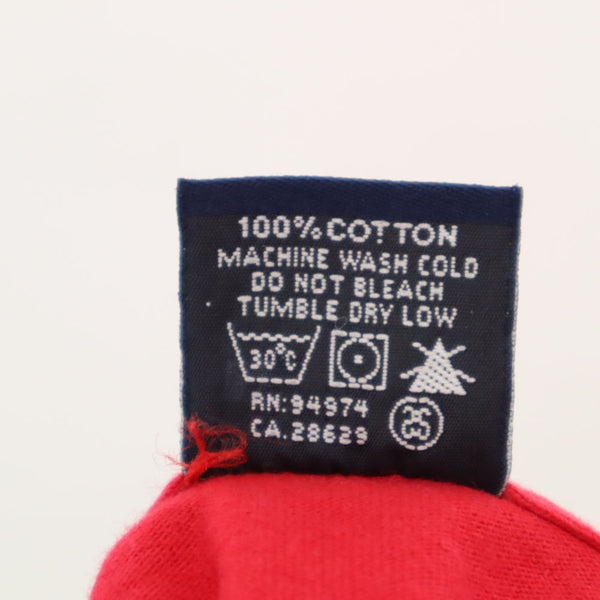 100% COTTON
MACHINE WASH COLD
DO NOT BLEACH
TUMBLE DRY LOW
30°C
RN: 94974
CA. 28629